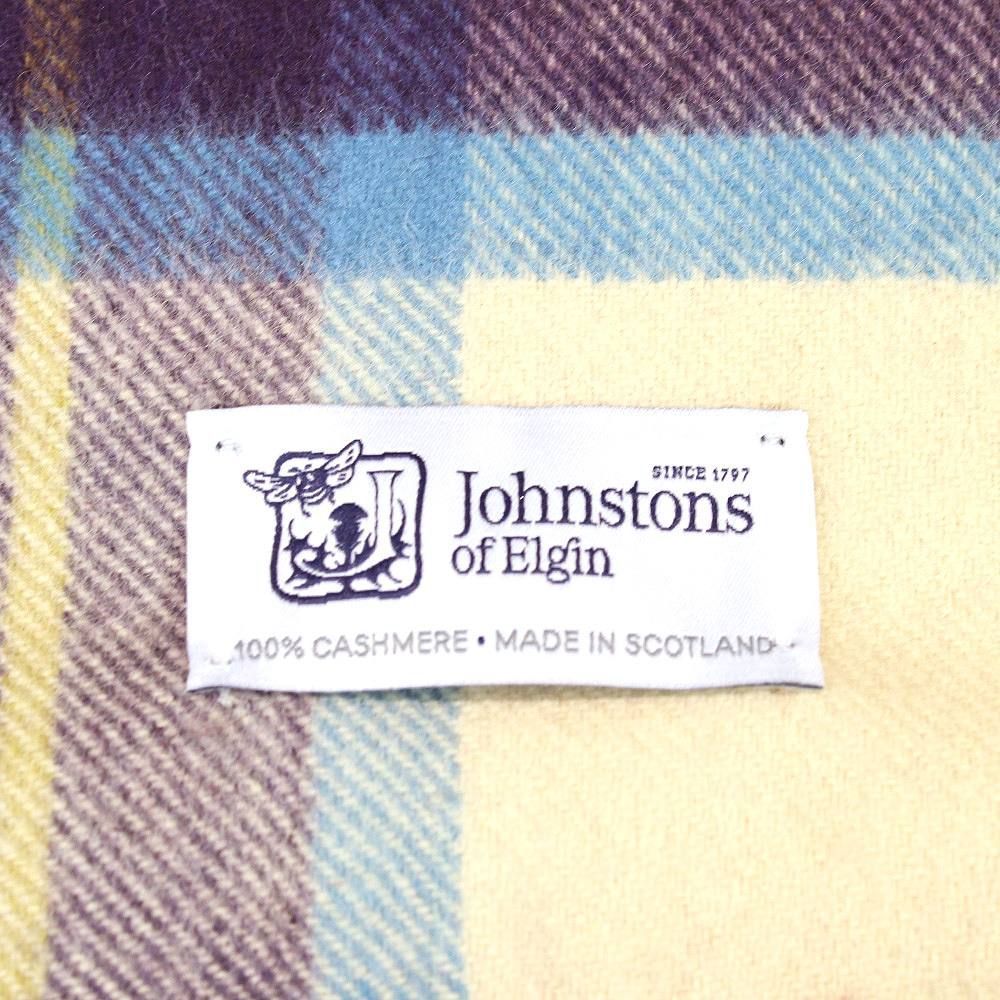 SINCE 1797
Johnstons
of Elgin
100% CASHMERE • MADE IN SCOTLAND